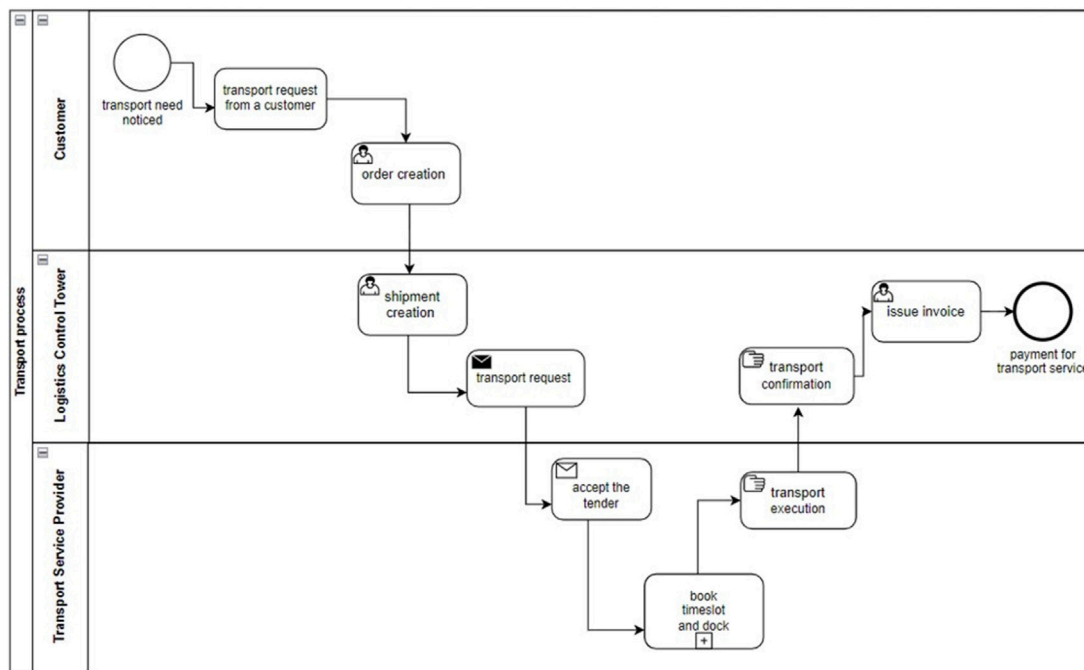 Transport process
Customer
transport need
noticed
transport request
from a customer
order creation
Logistics Control Tower
shipment
creation
transport request
transport
confirmation
issue invoice
payment for
transport service
Transport Service Provider
accept the
tender
book
timeslot
and dock
transport
execution